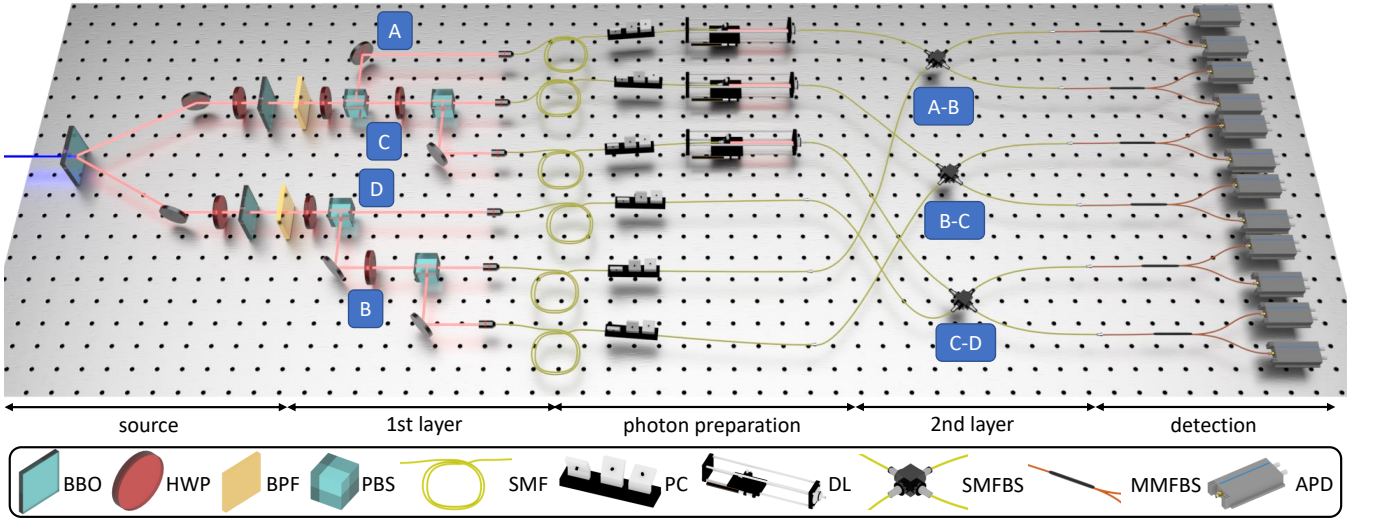 A
C
D
B
A-B
B-C
C-D
source
1st layer
photon preparation
2nd layer
detection
BBO
HWP
BPF
PBS
SMF
PC
DL
SMFBS
MMFBS
APD